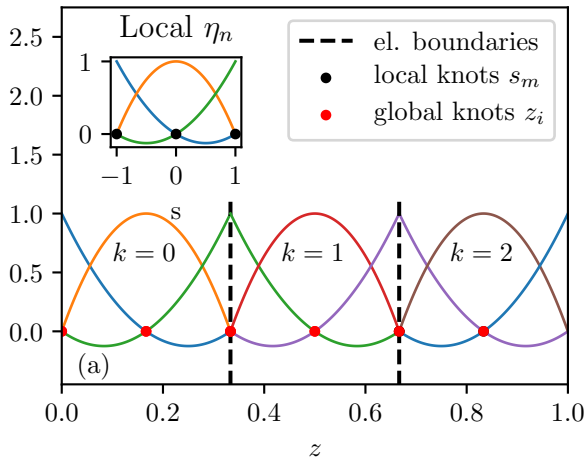 Local ηₙ
1
0
−1 0 1
s
el. boundaries
local knots sₘ
global knots zᵢ
2.5
2.0
1.5
1.0
0.5
0.0
k = 0 k = 1 k = 2
(a)
0.0 0.2 0.4 0.6 0.8 1.0
z